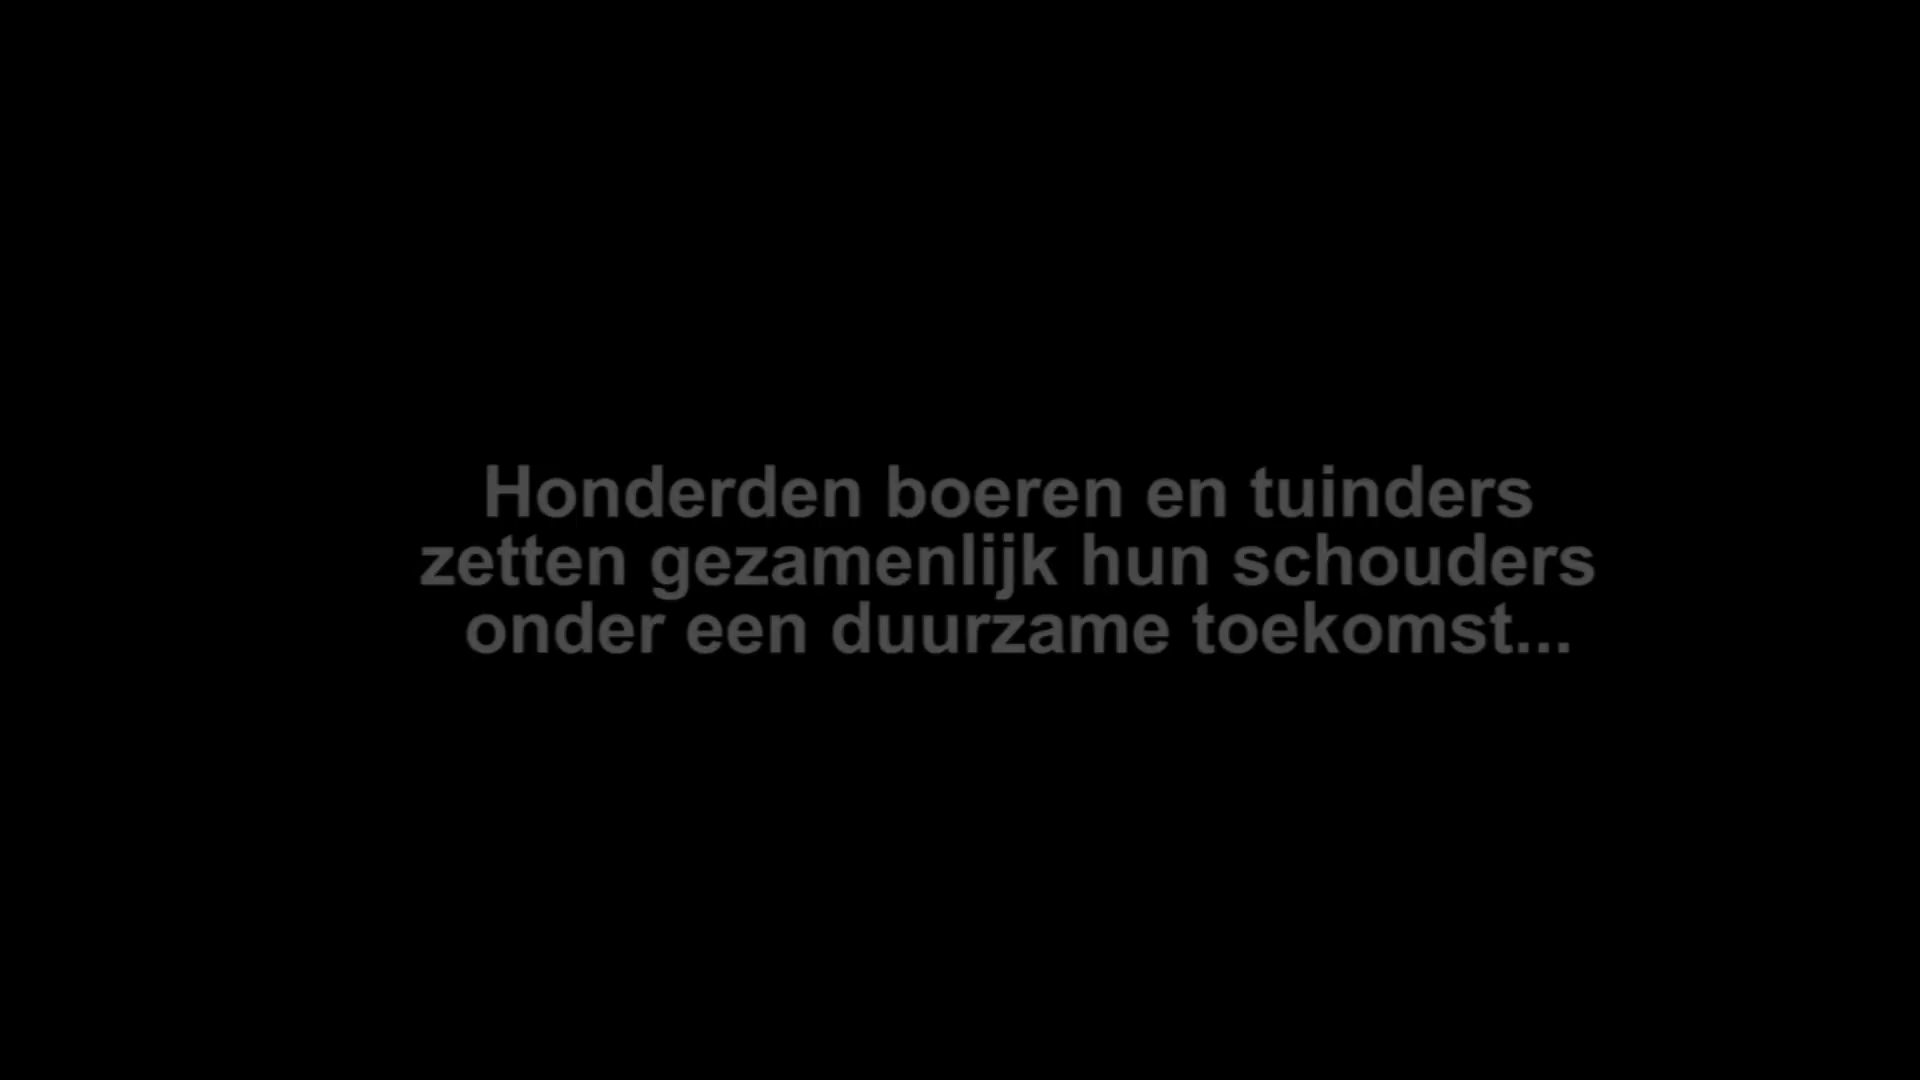 Honderden boeren en tuinders
zetten gezamenlijk hun schouders
onder een duurzame toekomst...